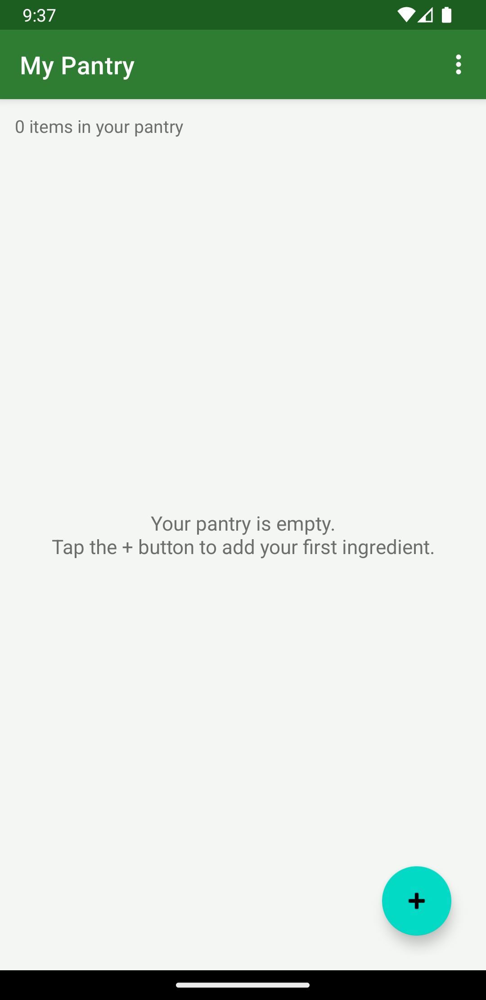 9:37
My Pantry
0 items in your pantry
Your pantry is empty.
Tap the + button to add your first ingredient.